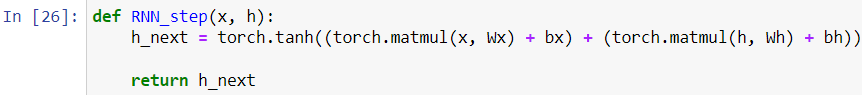 In [26]: def RNN_step(x, h):
h_next = torch.tanh((torch.matmul(x, Wx) + bx) + (torch.matmul(h, Wh) + bh))
return h_next